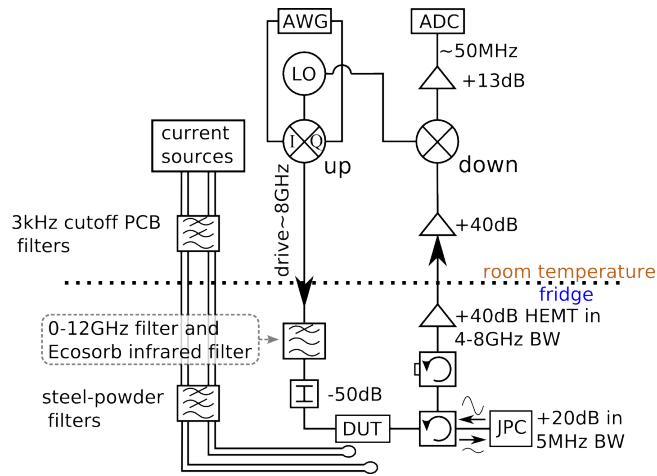 AWG
ADC
~50MHz
LO
+13dB
current
sources
I
Q
up
down
drive~8GHz
3kHz cutoff PCB
filters
+40dB
room temperature
fridge
0-12GHz filter and
Ecosorb infrared filter
+40dB HEMT in
4-8GHz BW
-50dB
steel-powder
filters
DUT
JPC
+20dB in
5MHz BW